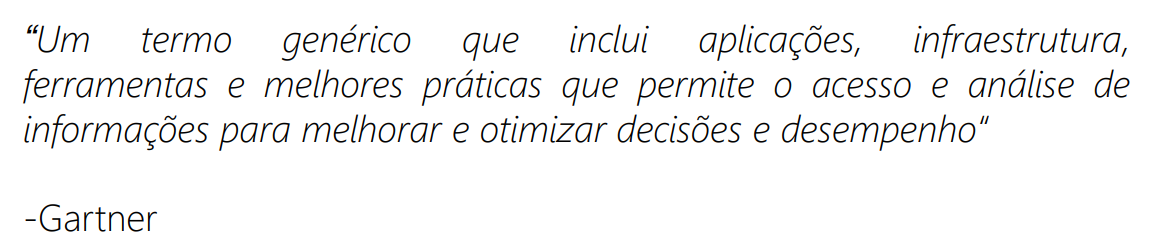 “Um termo genérico que inclui aplicações, infraestrutura,
ferramentas e melhores práticas que permite o acesso e análise de
informações para melhorar e otimizar decisões e desempenho“
-Gartner